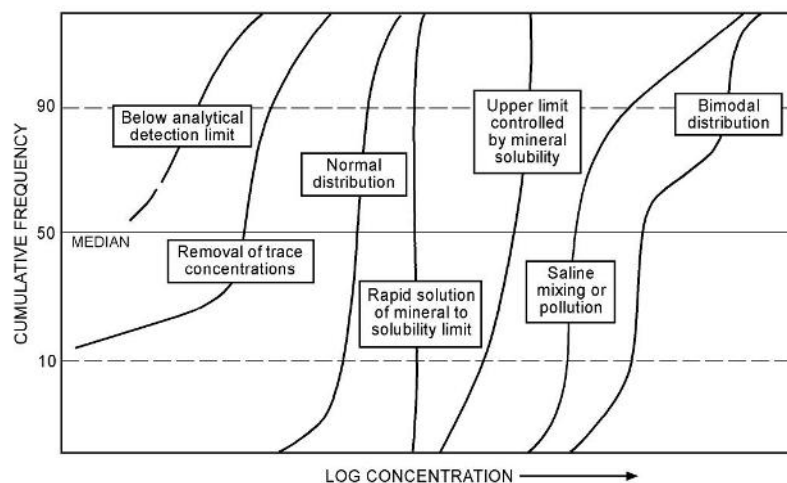 90
50
10
CUMULATIVE FREQUENCY
MEDIAN
Below analytical
detection limit
Removal of trace
concentrations
Normal
distribution
Rapid solution
of mineral to
solubility limit
Upper limit
controlled
by mineral
solubility
Saline
mixing or
pollution
Bimodal
distribution
LOG CONCENTRATION